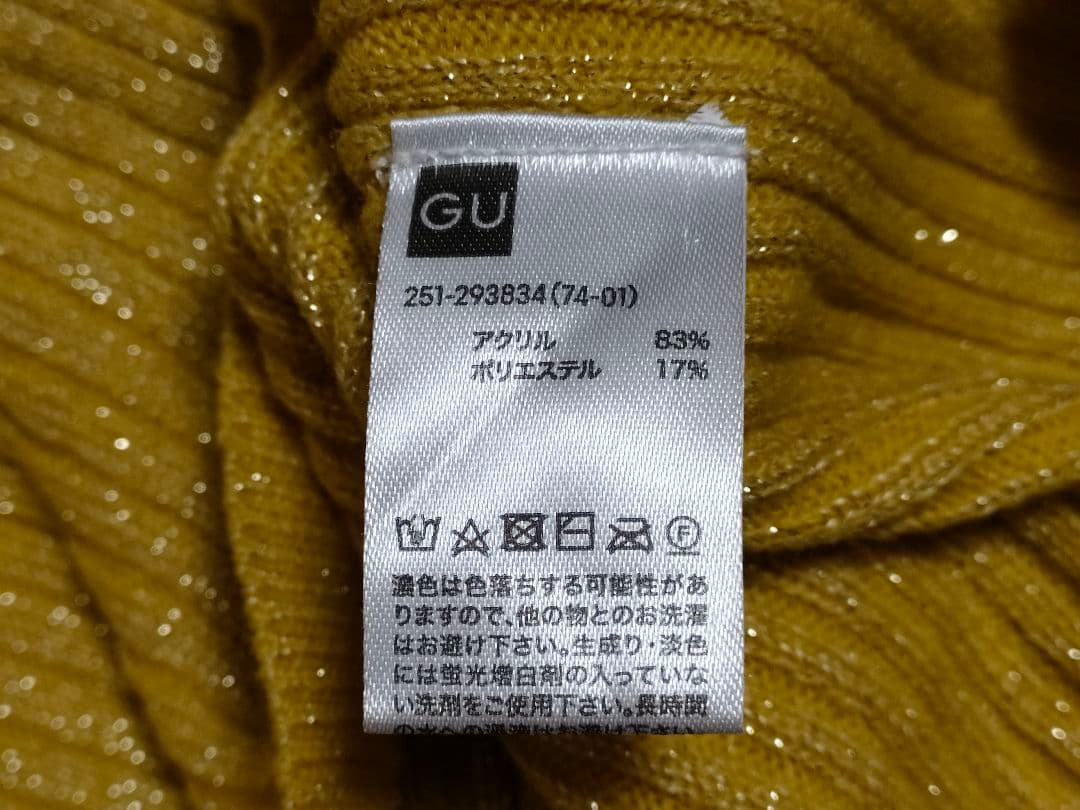 GU
251-293834(74-01)
アクリル 83%
ポリエステル 17%
F
濃色は色落ちする可能性があ
りますので、他の物とのお洗濯
はお避け下さい。生成り・淡色
には蛍光増白剤の入っていな
い洗剤をご使用下さい。長時間